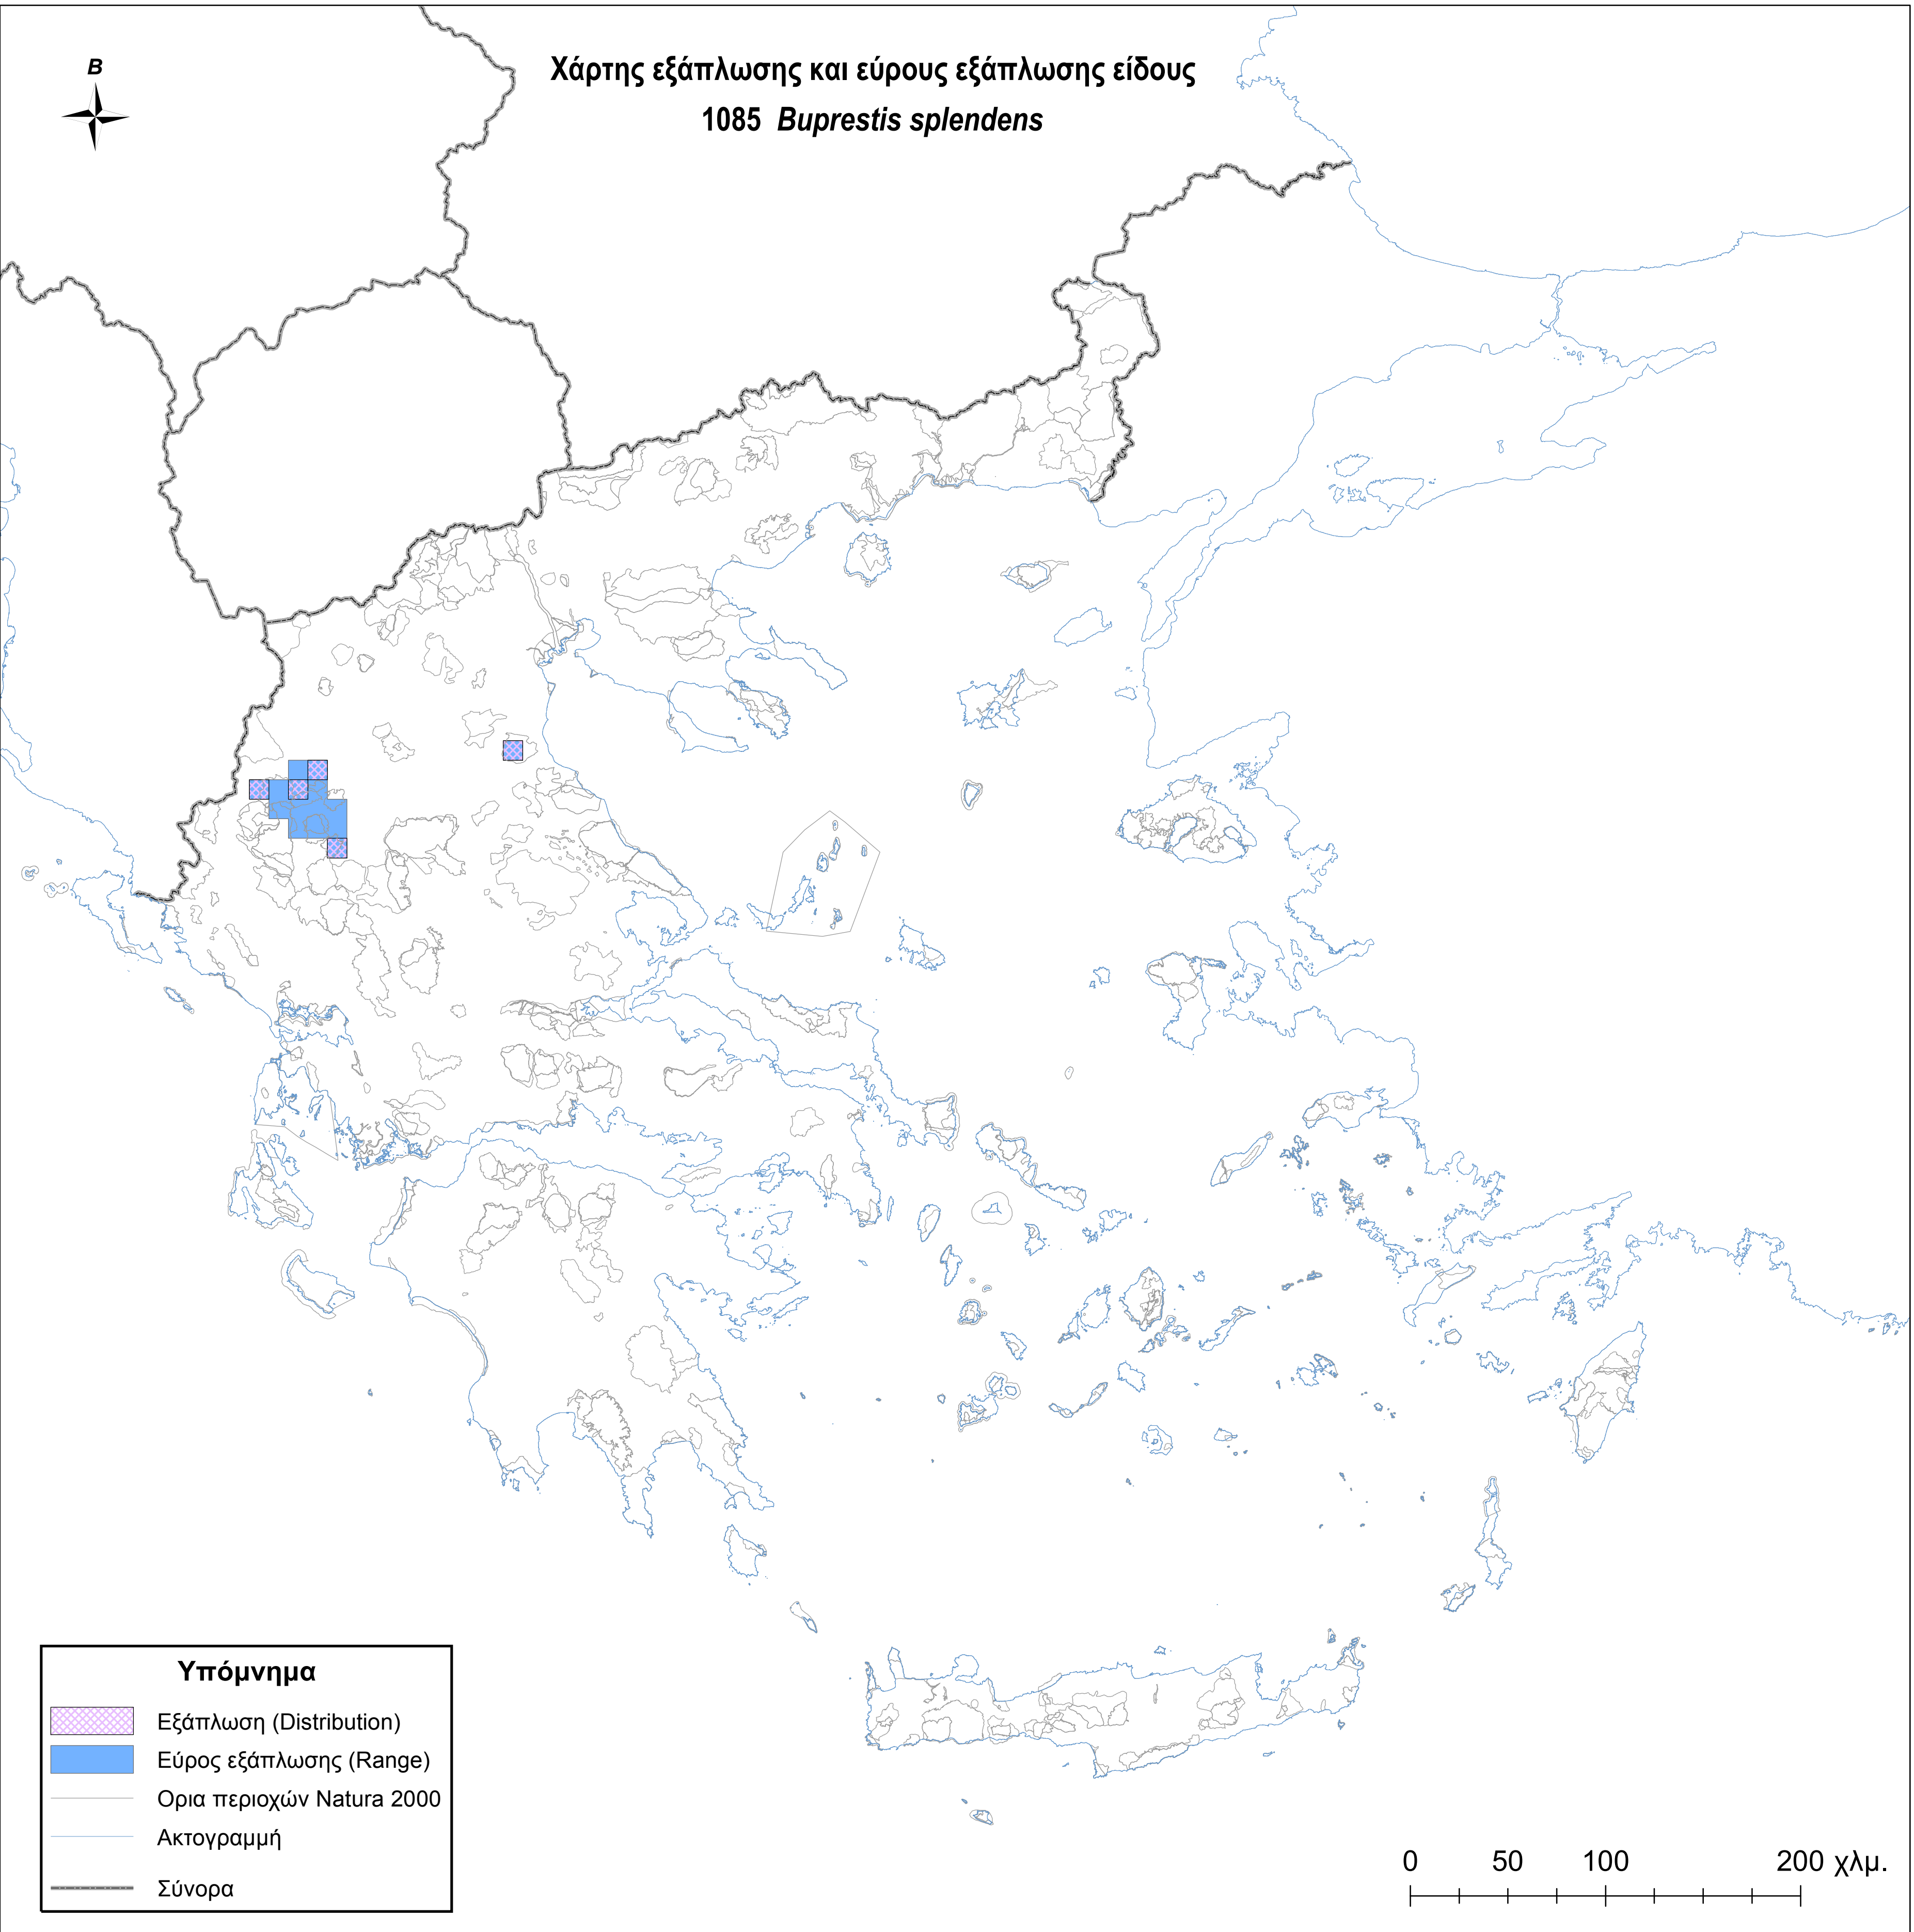 Β
Χάρτης εξάπλωσης και εύρους εξάπλωσης είδους
1085 Buprestis splendens
Υπόμνημα
Εξάπλωση (Distribution)
Εύρος εξάπλωσης (Range)
Ορια περιοχών Natura 2000
Ακτογραμμή
Σύνορα
0 50 100 200 χλμ.